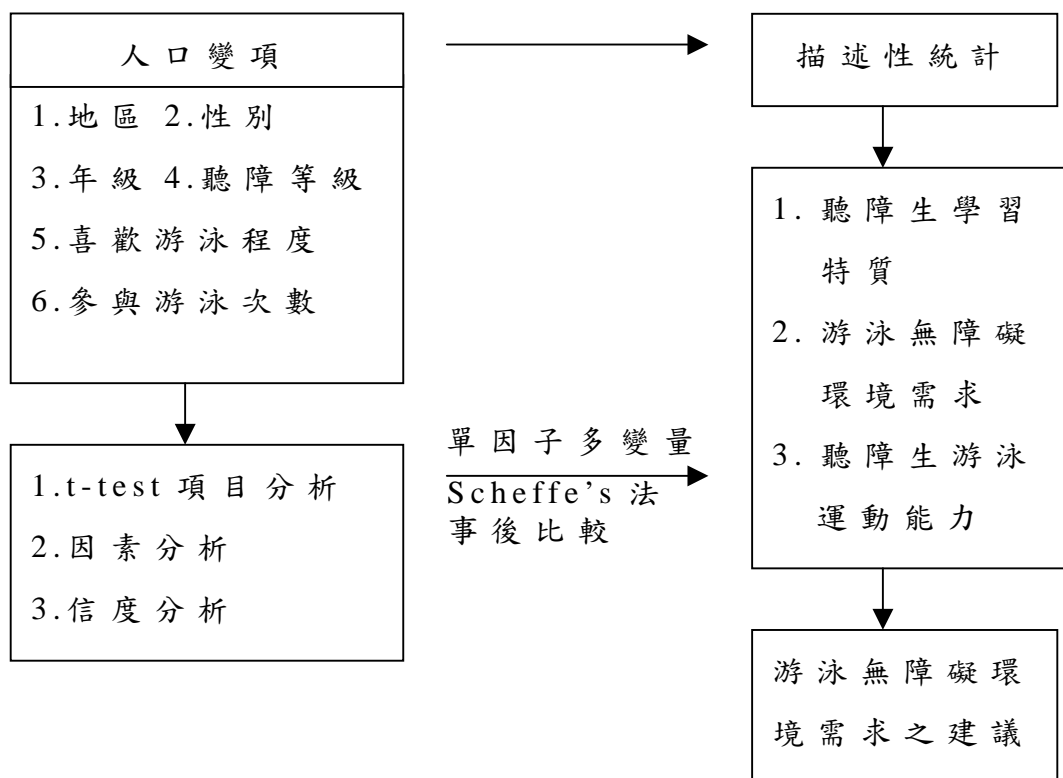 人口變項
1.地區 2.性別
3.年級 4.聽障等級
5.喜歡游泳程度
6.參與游泳次數
描述性統計
1. 聽障生學習
特質
2. 游泳無障礙
環境需求
3. 聽障生游泳
運動能力
1.t-test 項目分析
2.因素分析
3.信度分析
單因子多變量
Scheffe’s 法
事後比較
游泳無障礙環
境需求之建議